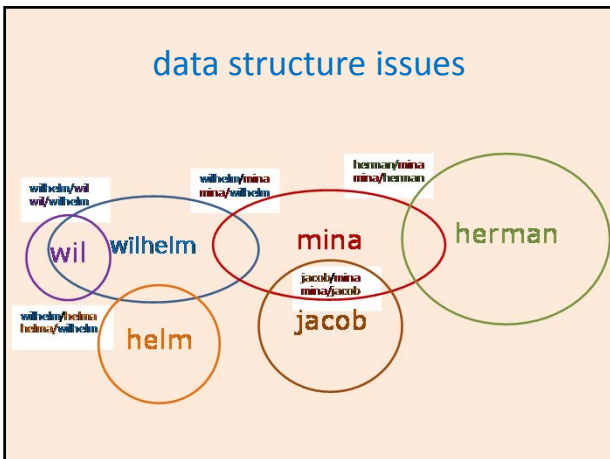 data structure issues
wilhelm/mina
mina/wilhelm
herman/mina
mina/herman
wilhelm/wil
wil/wilhelm
wil
wilhelm
mina
herman
jacob/mina
mina/jacob
wilhelm/helma
helma/wilhelm
helm
jacob